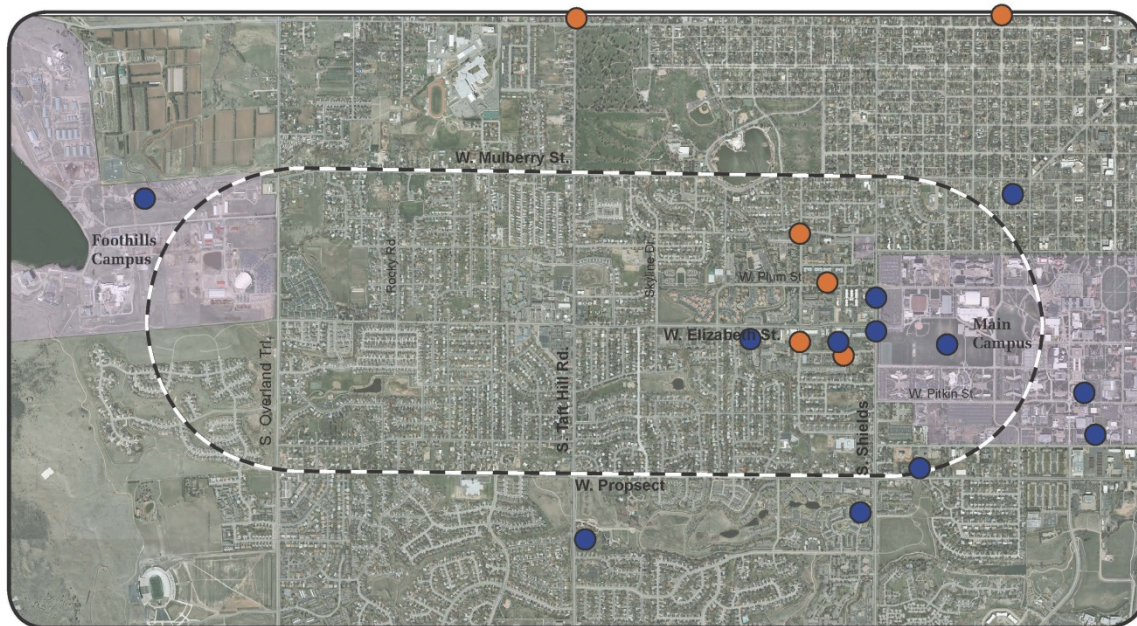 W. Mulberry St.
Foothills
Campus
Rocky Rd
Skyline Dr
W. Plum St
W. Elizabeth St.
Main
Campus
S. Overland Trl.
S. Taft Hill Rd.
S. Shields
W. Pitkin St
W. Propsect